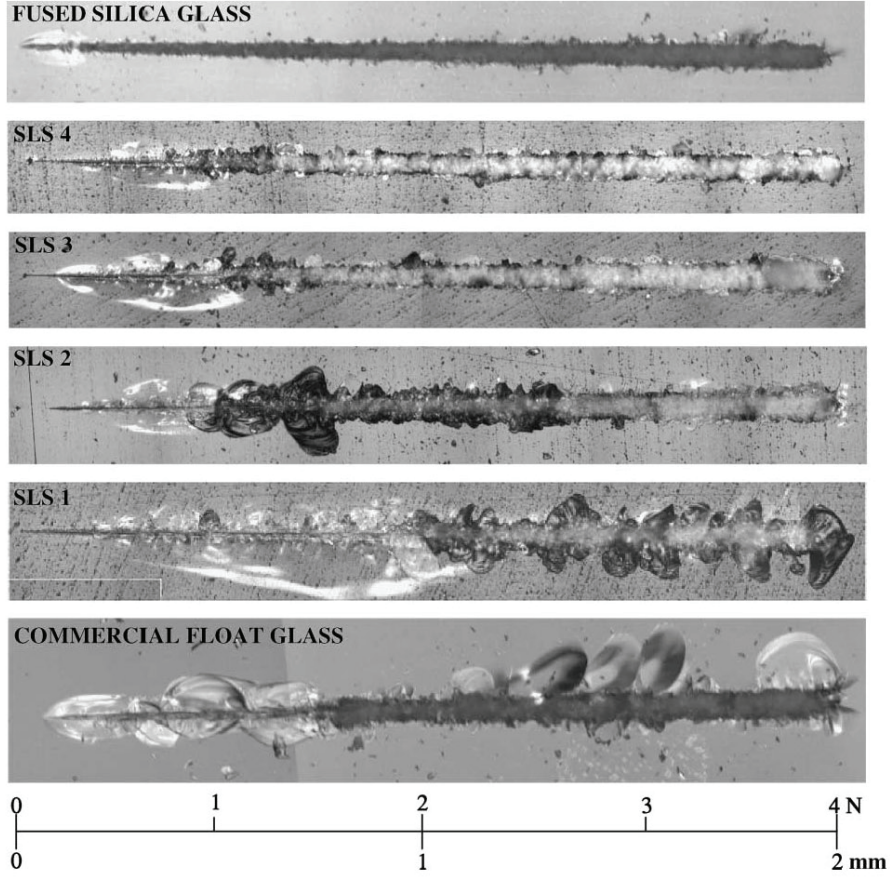 FUSED SILICA GLASS
SLS 4
SLS 3
SLS 2
SLS 1
COMMERCIAL FLOAT GLASS
0 1 2 3 4 N
0 1 2 mm